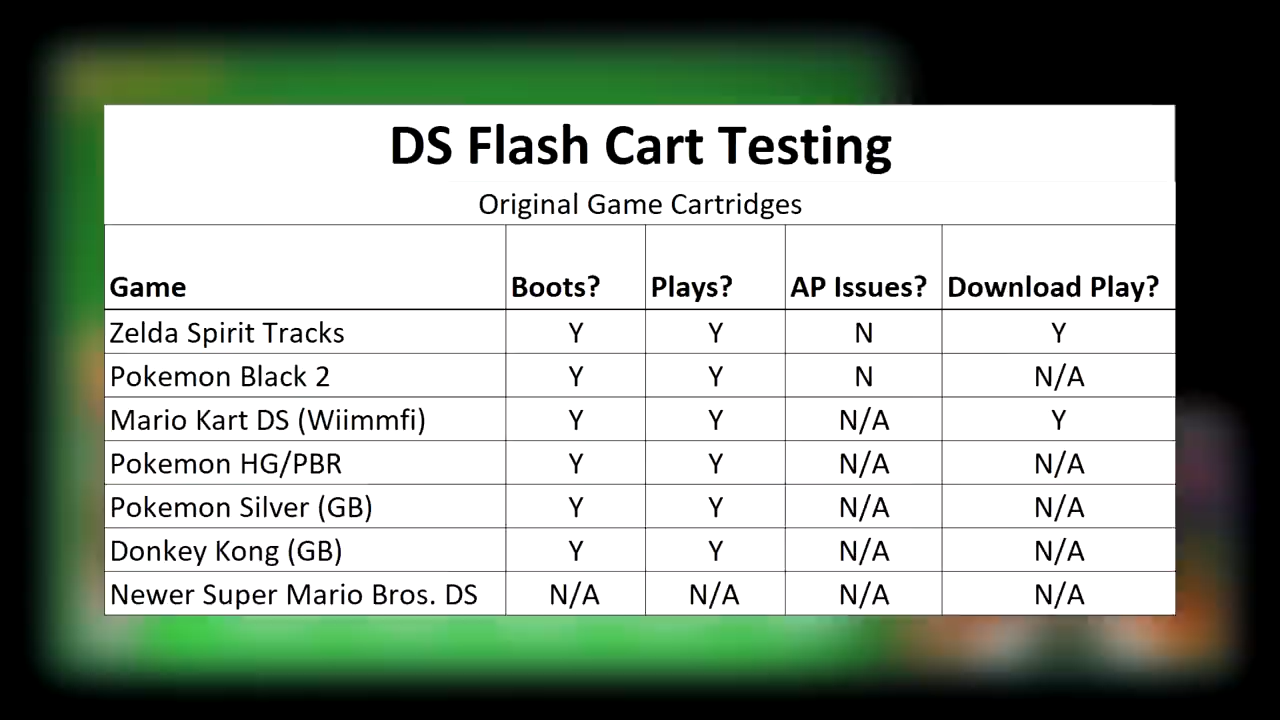 DS Flash Cart Testing
Original Game Cartridges
Game Boots? Plays? AP Issues? Download Play?
Zelda Spirit Tracks Y Y N Y
Pokemon Black 2 Y Y N N/A
Mario Kart DS (Wiimmfi) Y Y N/A Y
Pokemon HG/PBR Y Y N/A N/A
Pokemon Silver (GB) Y Y N/A N/A
Donkey Kong (GB) Y Y N/A N/A
Newer Super Mario Bros. DS N/A N/A N/A N/A